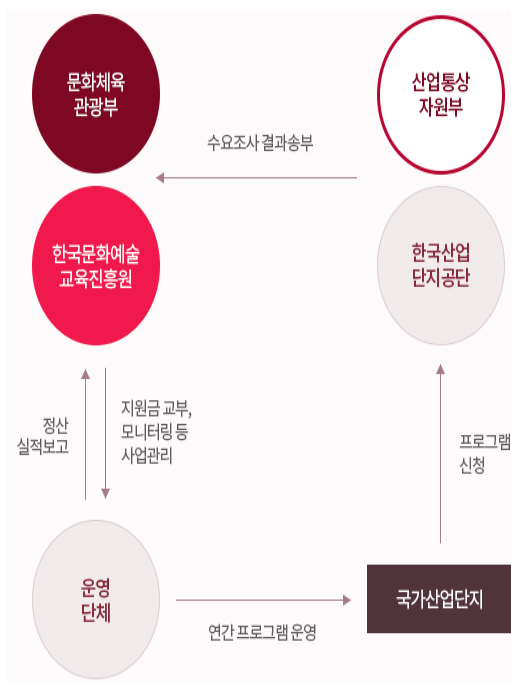 문화체육
관광부
산업통상
자원부
수요조사 결과송부
한국문화예술
교육진흥원
한국산업
단지공단
정산
실적보고
지원금 교부,
모니터링 등
사업관리
프로그램
신청
운영
단체
국가산업단지
연간 프로그램 운영